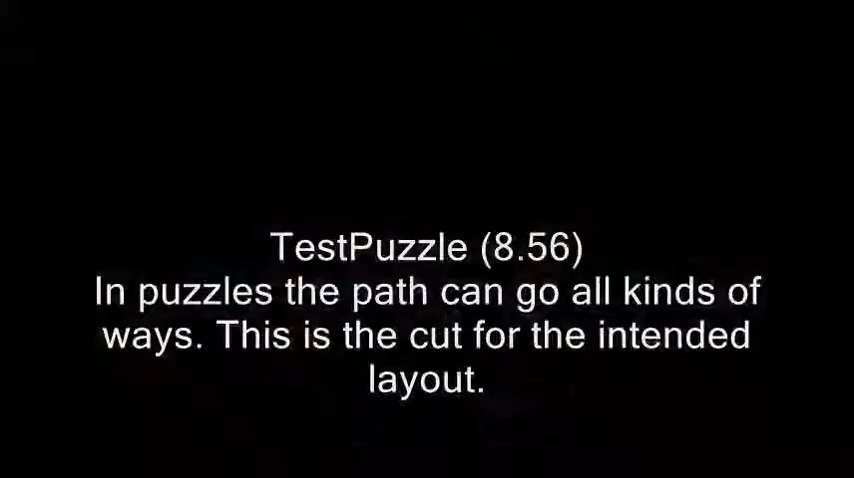 TestPuzzle (8.56)
In puzzles the path can go all kinds of
ways. This is the cut for the intended
layout.